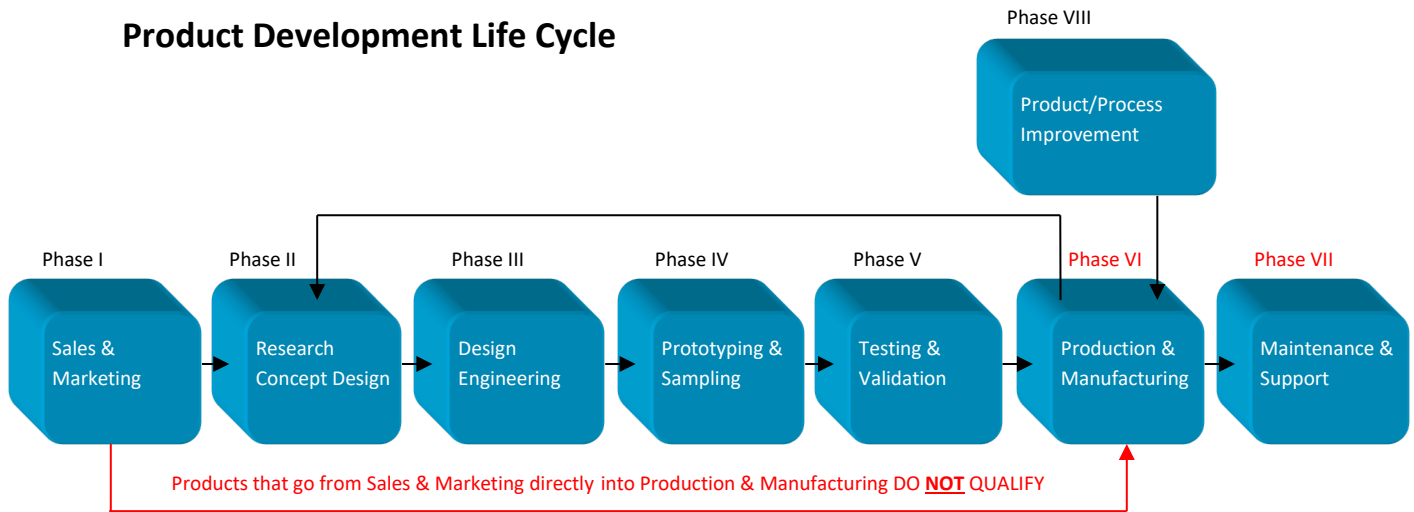 Product Development Life Cycle
Phase VIII
Product/Process
Improvement
Phase I
Phase II
Phase III
Phase IV
Phase V
Phase VI
Phase VII
Sales &
Marketing
Research
Concept Design
Design
Engineering
Prototyping &
Sampling
Testing &
Validation
Production &
Manufacturing
Maintenance &
Support
Products that go from Sales & Marketing directly into Production & Manufacturing DO NOT QUALIFY